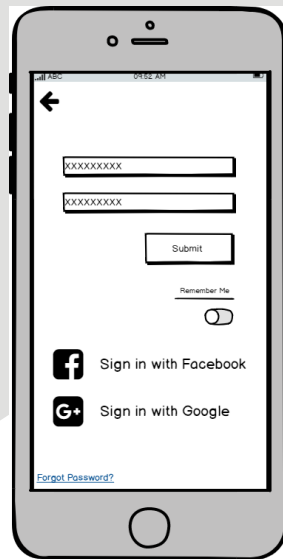 ABC 09:52 AM
XXXXXXXXX
XXXXXXXXX
Submit
Remember Me
Sign in with Facebook
G+ Sign in with Google
Forgot Password?